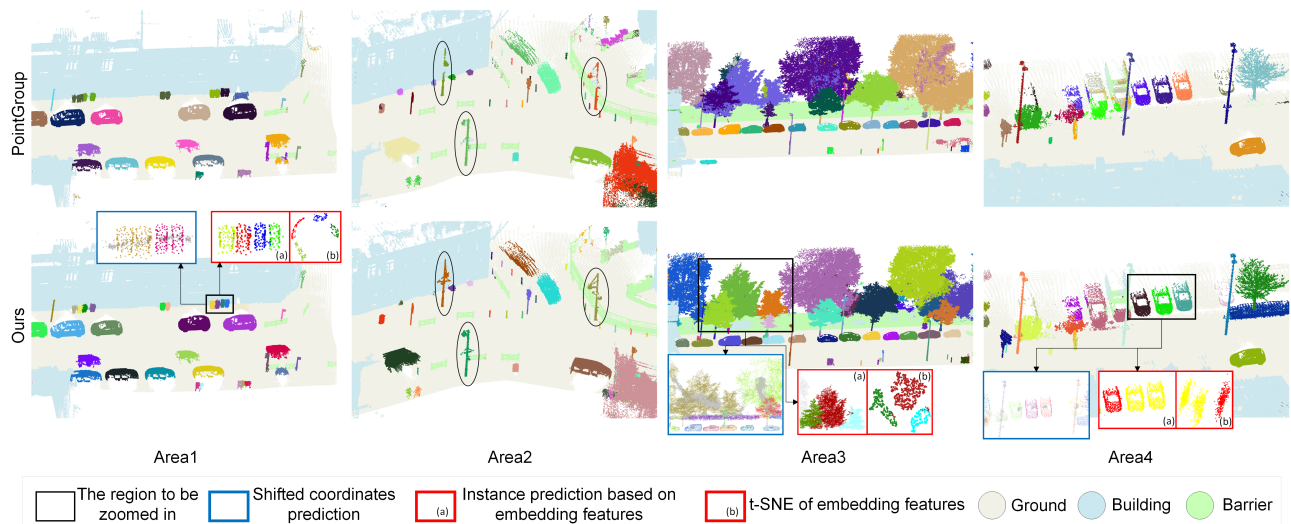 PointGroup
(a)
(b)
Ours
(a)
(b)
(a)
(b)
Area1
Area2
Area3
Area4
The region to be
zoomed in
Shifted coordinates
prediction
(a)
Instance prediction based on
embedding features
(b)
t-SNE of embedding features
Ground
Building
Barrier